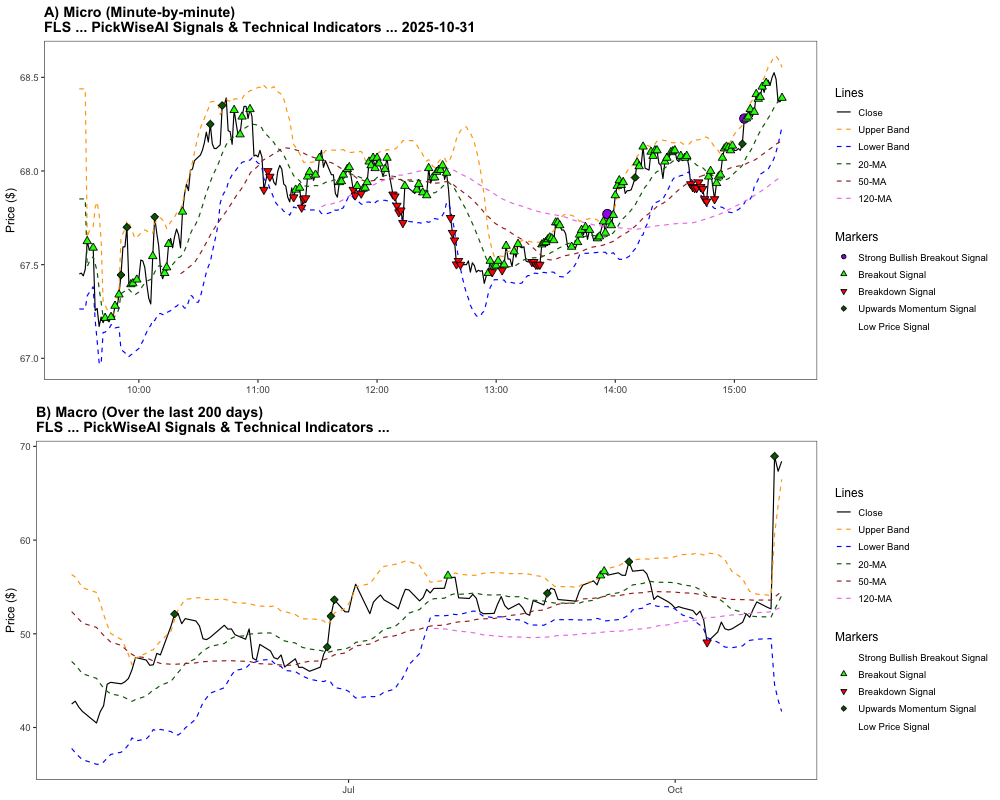 A) Micro (Minute-by-minute)
FLS ... PickWiseAI Signals & Technical Indicators ... 2025-10-31
Price ($)
68.5
68.0
67.5
67.0
10:00
11:00
12:00
13:00
14:00
15:00
Lines
Close
Upper Band
Lower Band
20-MA
50-MA
120-MA
Markers
Strong Bullish Breakout Signal
Breakout Signal
Breakdown Signal
Upwards Momentum Signal
Low Price Signal
B) Macro (Over the last 200 days)
FLS ... PickWiseAI Signals & Technical Indicators ...
Price ($)
70
60
50
40
Jul
Oct
Lines
Close
Upper Band
Lower Band
20-MA
50-MA
120-MA
Markers
Strong Bullish Breakout Signal
Breakout Signal
Breakdown Signal
Upwards Momentum Signal
Low Price Signal